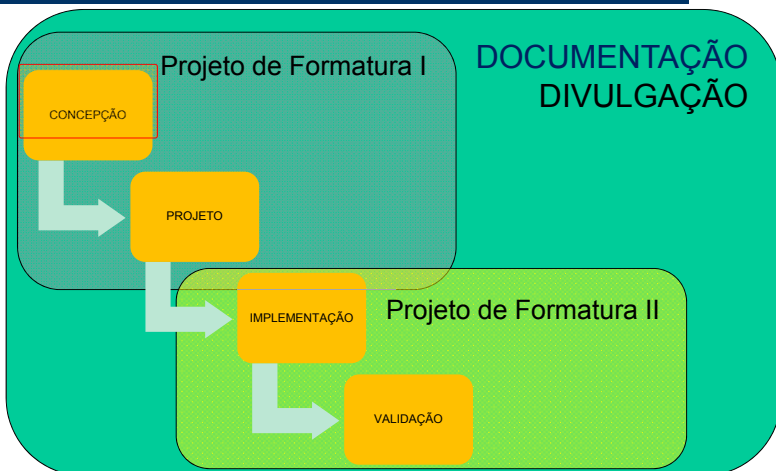 Projeto de Formatura I
DOCUMENTAÇÃO
DIVULGAÇÃO
CONCEPÇÃO
PROJETO
IMPLEMENTAÇÃO
Projeto de Formatura II
VALIDAÇÃO